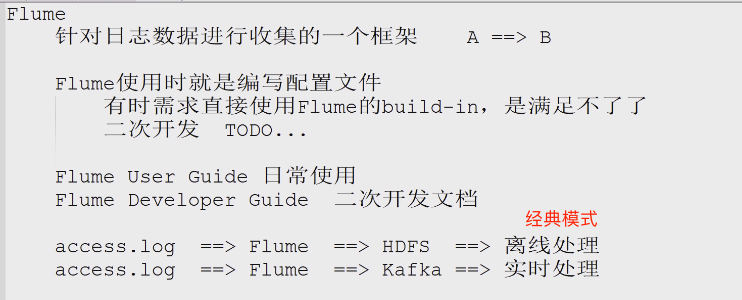 Flume
针对日志数据进行收集的一个框架 A ==> B
Flume使用时就是编写配置文件
有时需求直接使用Flume的build-in，是满足不了了
二次开发 TODO...
Flume User Guide 日常使用
Flume Developer Guide 二次开发文档
经典模式
access.log ==> Flume ==> HDFS ==> 离线处理
access.log ==> Flume ==> Kafka ==> 实时处理